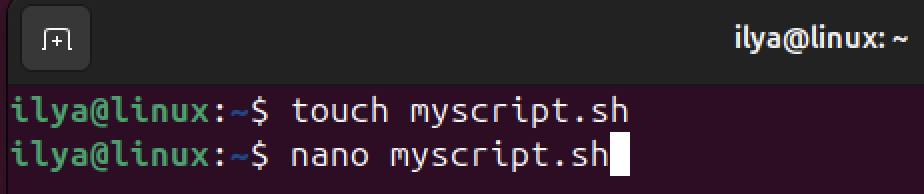 ilya@linux: ~
ilya@linux:~$ touch myscript.sh
ilya@linux:~$ nano myscript.sh